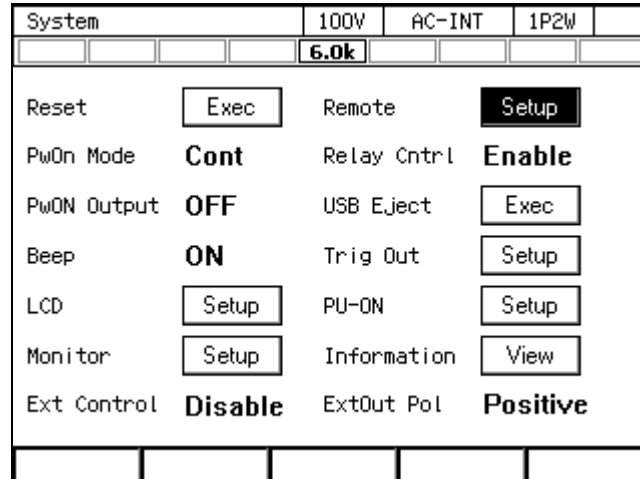 System 100V AC-INT 1P2W
6.0k
Reset Exec Remote Setup
PwOn Mode Cont Relay Cntrl Enable
PwON Output OFF USB Eject Exec
Beep ON Trig Out Setup
LCD Setup PU-ON Setup
Monitor Setup Information View
Ext Control Disable ExtOut Pol Positive